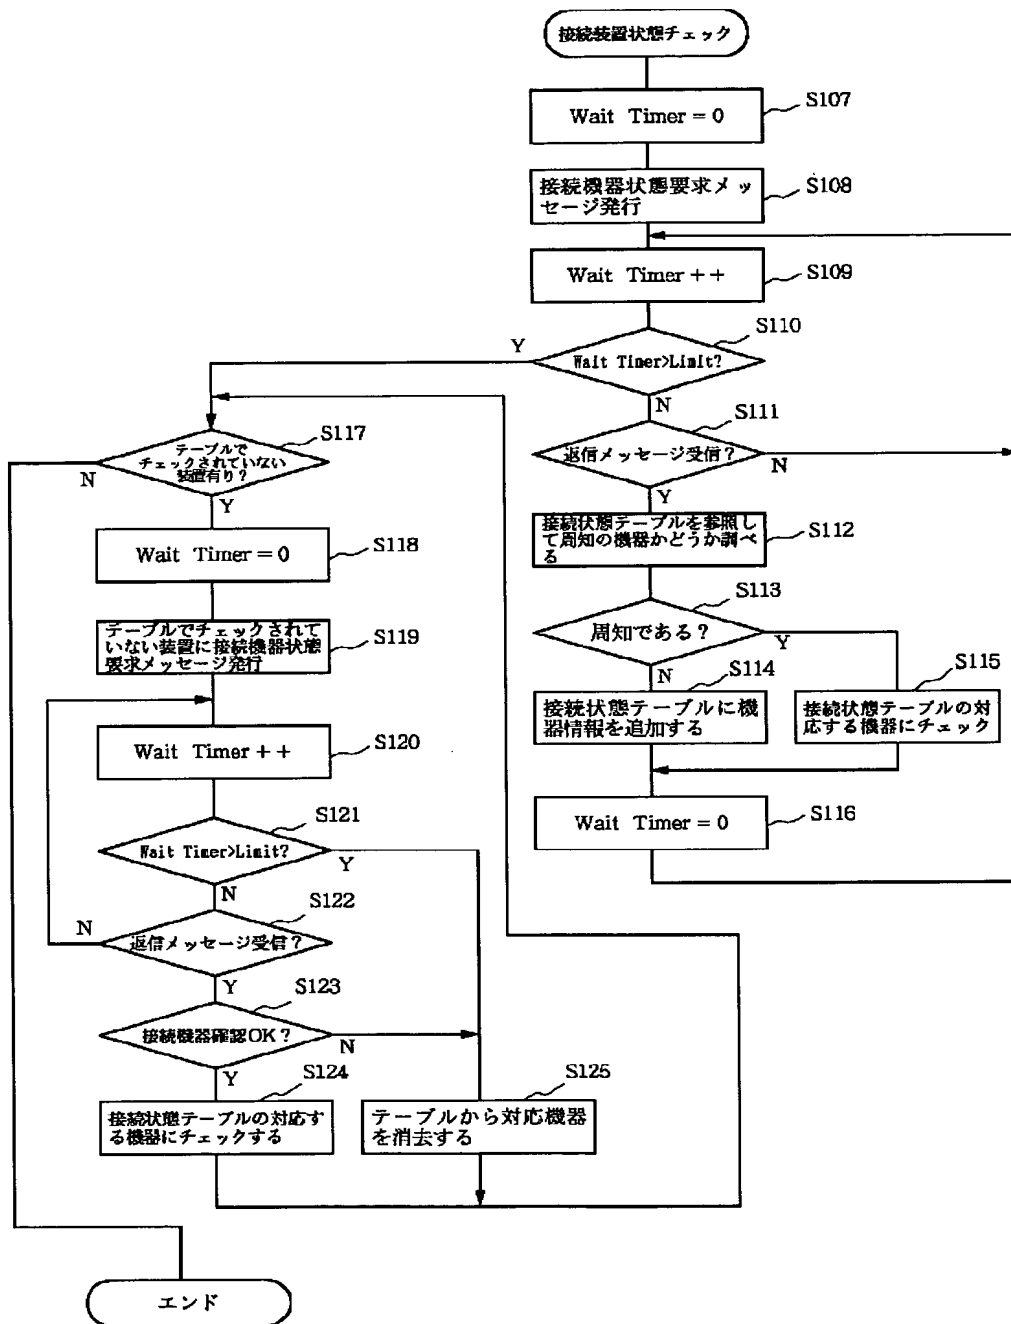 接続装置状態チェック
Wait Timer = 0
S107
接続機器状態要求メッ
セージ発行
S108
Wait Timer + +
S109
Wait Timer>Limit?
S110
Y
N
返信メッセージ受信？
S111
N
Y
接続状態テーブルを参照し
て周知の機器かどうか調べ
る
S112
周知である？
S113
Y
N
接続状態テーブルに機
器情報を追加する
S114
接続状態テーブルの対
応する機器にチェック
S115
Wait Timer = 0
S116
テーブルで
チェックされていない
装置有り？
S117
N
Y
Wait Timer = 0
S118
テーブルでチェックされて
いない装置に接続機器状態
要求メッセージ発行
S119
Wait Timer + +
S120
Wait Timer>Limit?
S121
Y
N
返信メッセージ受信？
S122
N
Y
接続機器確認OK？
S123
N
Y
接続状態テーブルの対応す
る機器にチェックする
S124
テーブルから対応機器
を消去する
S125
エンド